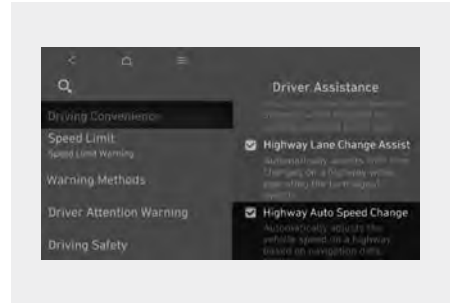 Driver Assistance
Driving Convenience
Speed Limit
Speed Limit Warning
Warning Methods
Driver Attention Warning
Driving Safety
Highway Lane Change Assist
Automatically assists with lane
changes on a highway when
operating the turn signal
Highway Auto Speed Change
Automatically adjusts the
vehicle speed on a highway
based on navigation data.